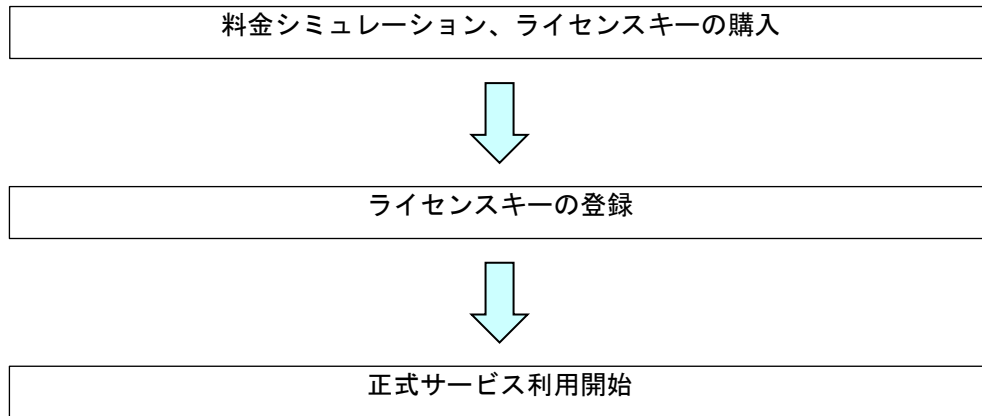 料金シミュレーション、ライセンスキーの購入
ライセンスキーの登録
正式サービス利用開始